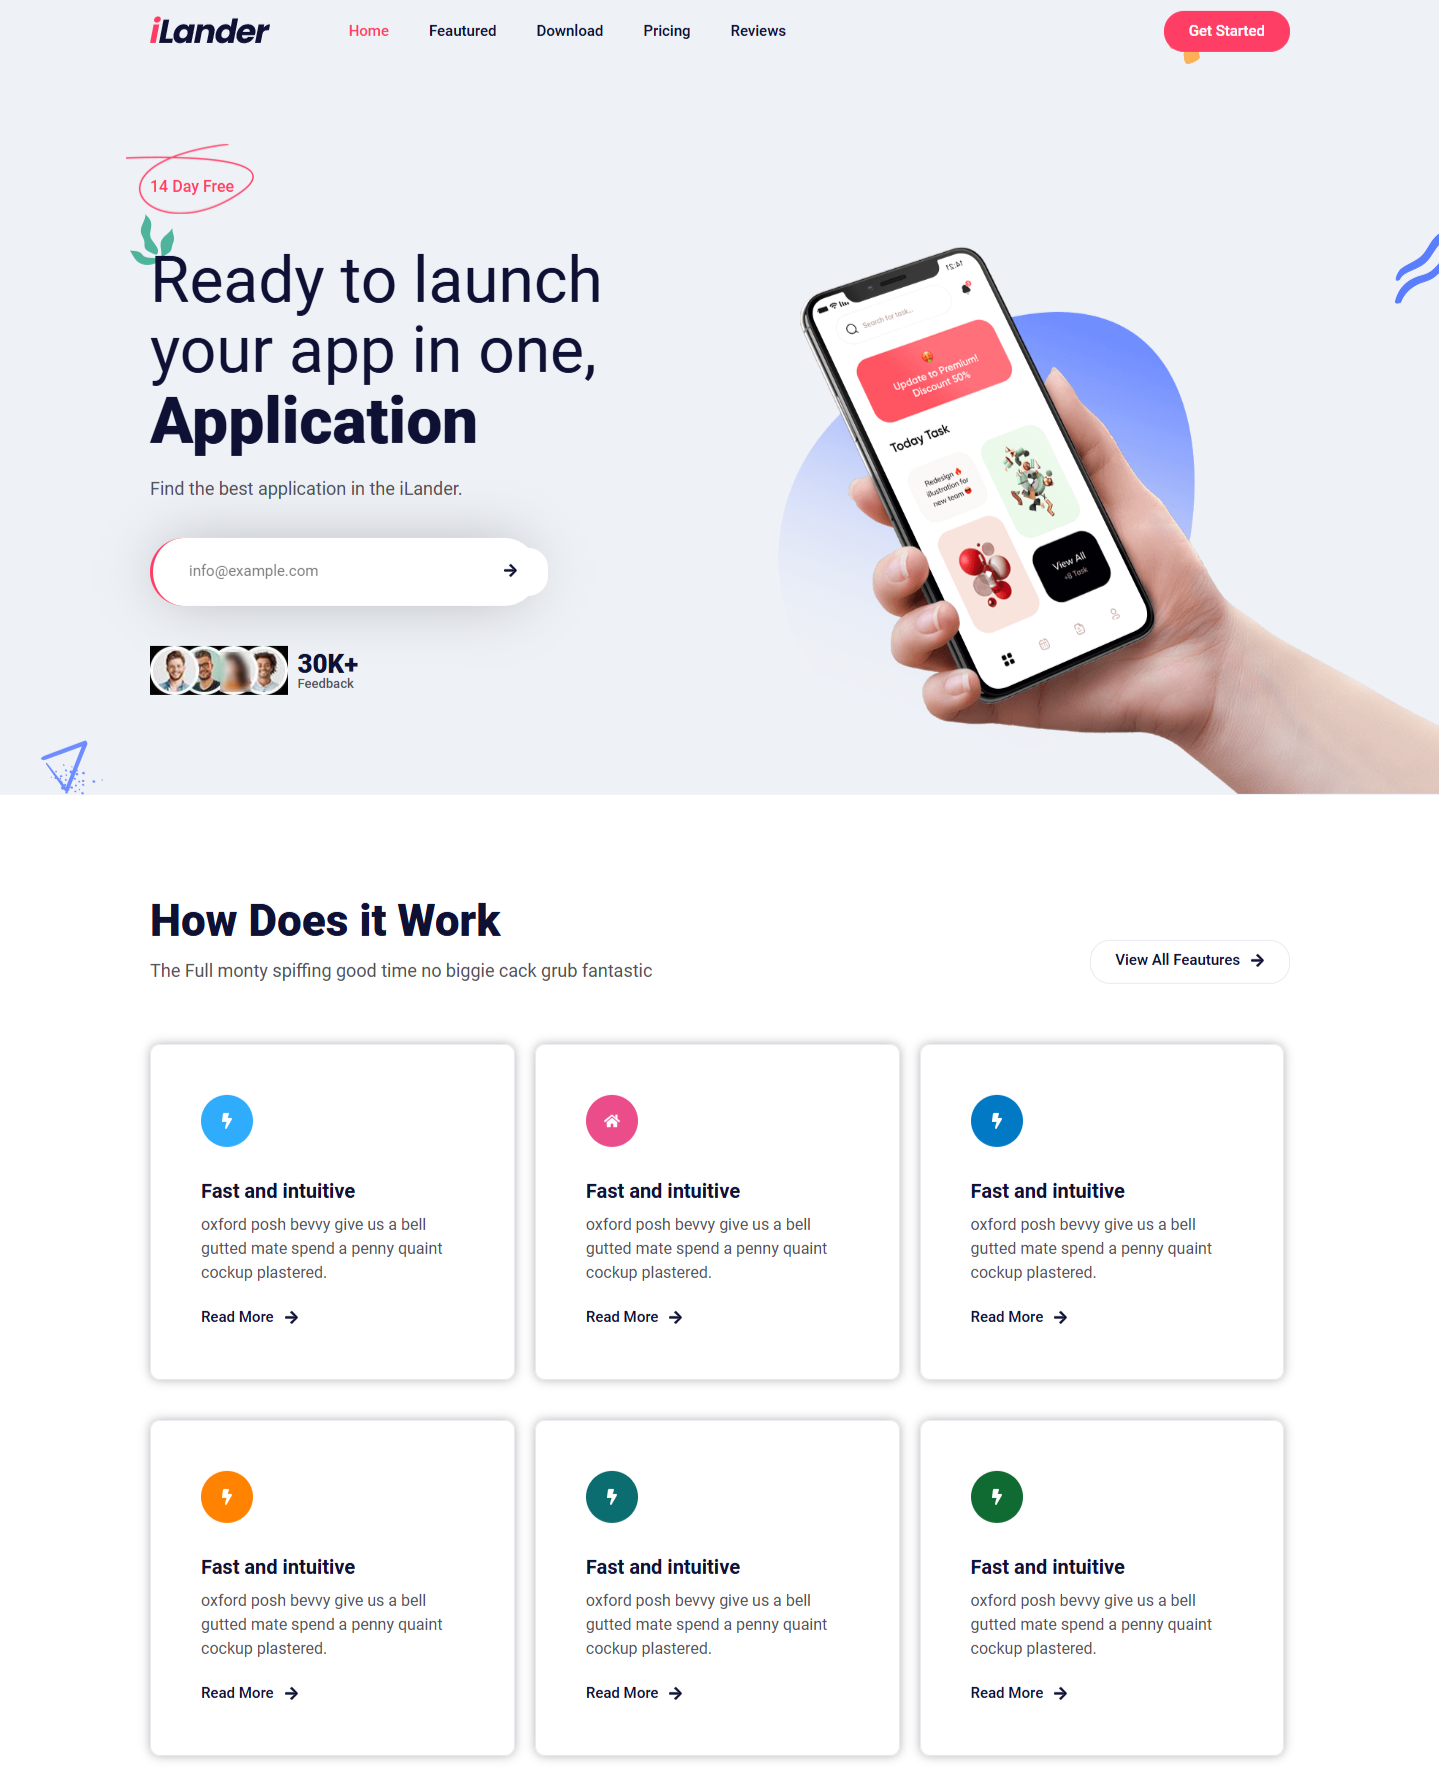 iLander
Home
Feautured
Download
Pricing
Reviews
Get Started
14 Day Free
Ready to launch
your app in one,
Application
Find the best application in the iLander.
info@example.com
30K+
Feedback
14:21
Search for task...
Update to Premium!
Discount 50%
Today Task
Redesign
illustration for
new team
View All
+8 Task
How Does it Work
The Full monty spiffing good time no biggie cack grub fantastic
View All Feautures
Fast and intuitive
oxford posh bevvy give us a bell
gutted mate spend a penny quaint
cockup plastered.
Read More
Fast and intuitive
oxford posh bevvy give us a bell
gutted mate spend a penny quaint
cockup plastered.
Read More
Fast and intuitive
oxford posh bevvy give us a bell
gutted mate spend a penny quaint
cockup plastered.
Read More
Fast and intuitive
oxford posh bevvy give us a bell
gutted mate spend a penny quaint
cockup plastered.
Read More
Fast and intuitive
oxford posh bevvy give us a bell
gutted mate spend a penny quaint
cockup plastered.
Read More
Fast and intuitive
oxford posh bevvy give us a bell
gutted mate spend a penny quaint
cockup plastered.
Read More